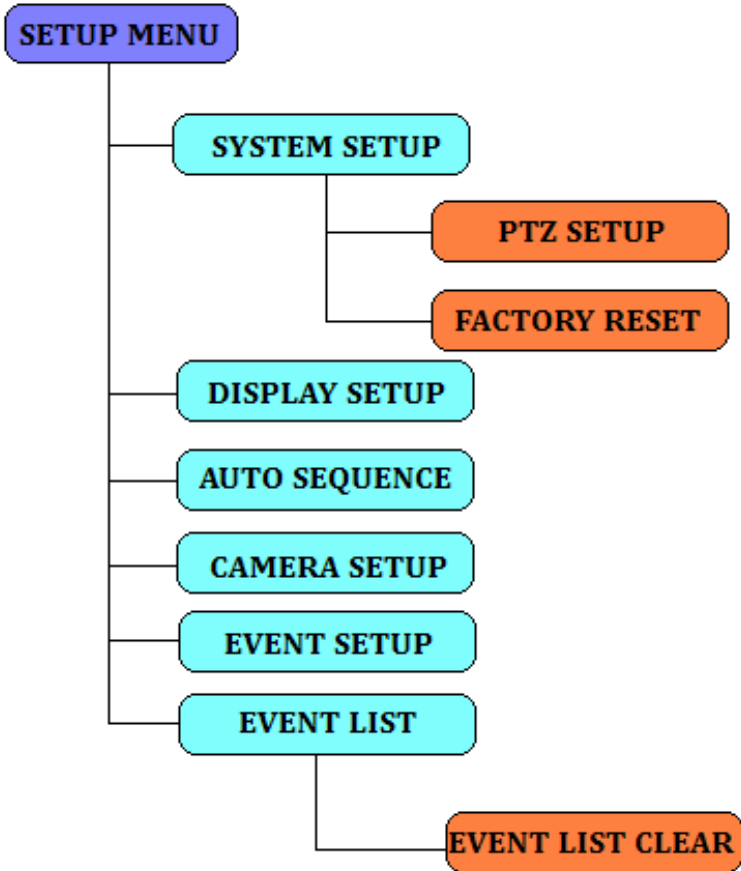 SETUP MENU
SYSTEM SETUP
PTZ SETUP
FACTORY RESET
DISPLAY SETUP
AUTO SEQUENCE
CAMERA SETUP
EVENT SETUP
EVENT LIST
EVENT LIST CLEAR